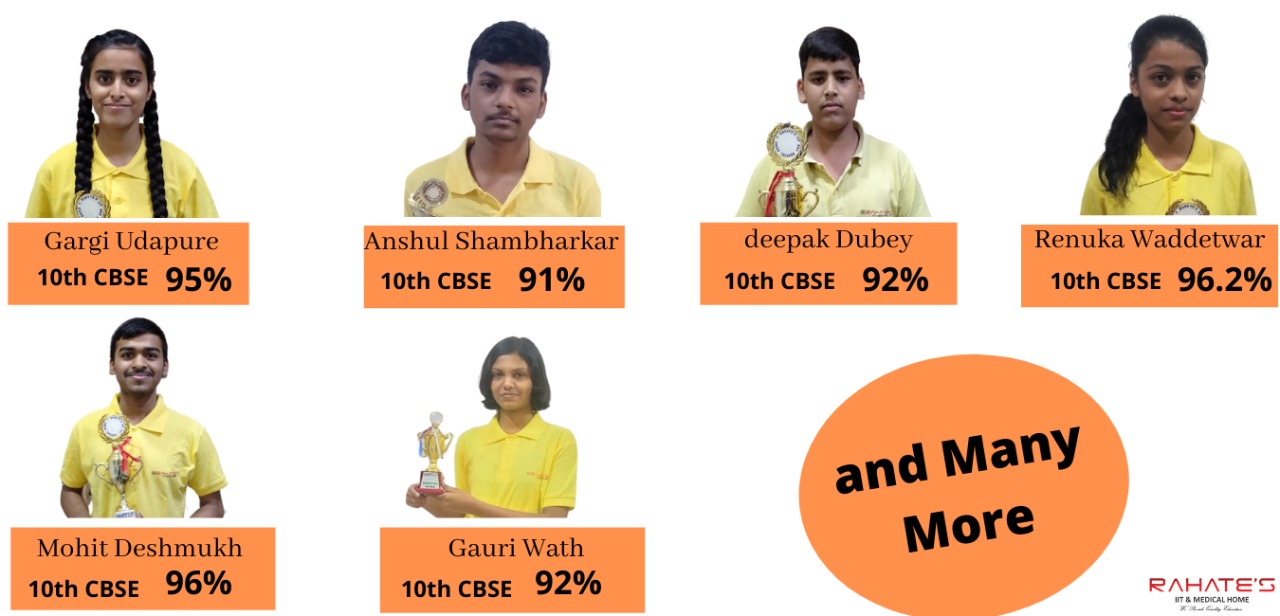 Gargi Udapure
10th CBSE 95%
Anshul Shambharkar
10th CBSE 91%
deepak Dubey
10th CBSE 92%
Renuka Waddetwar
10th CBSE 96.2%
Mohit Deshmukh
10th CBSE 96%
Gauri Wath
10th CBSE 92%
and Many
More
RAHATE'S
IIT & MEDICAL HOME